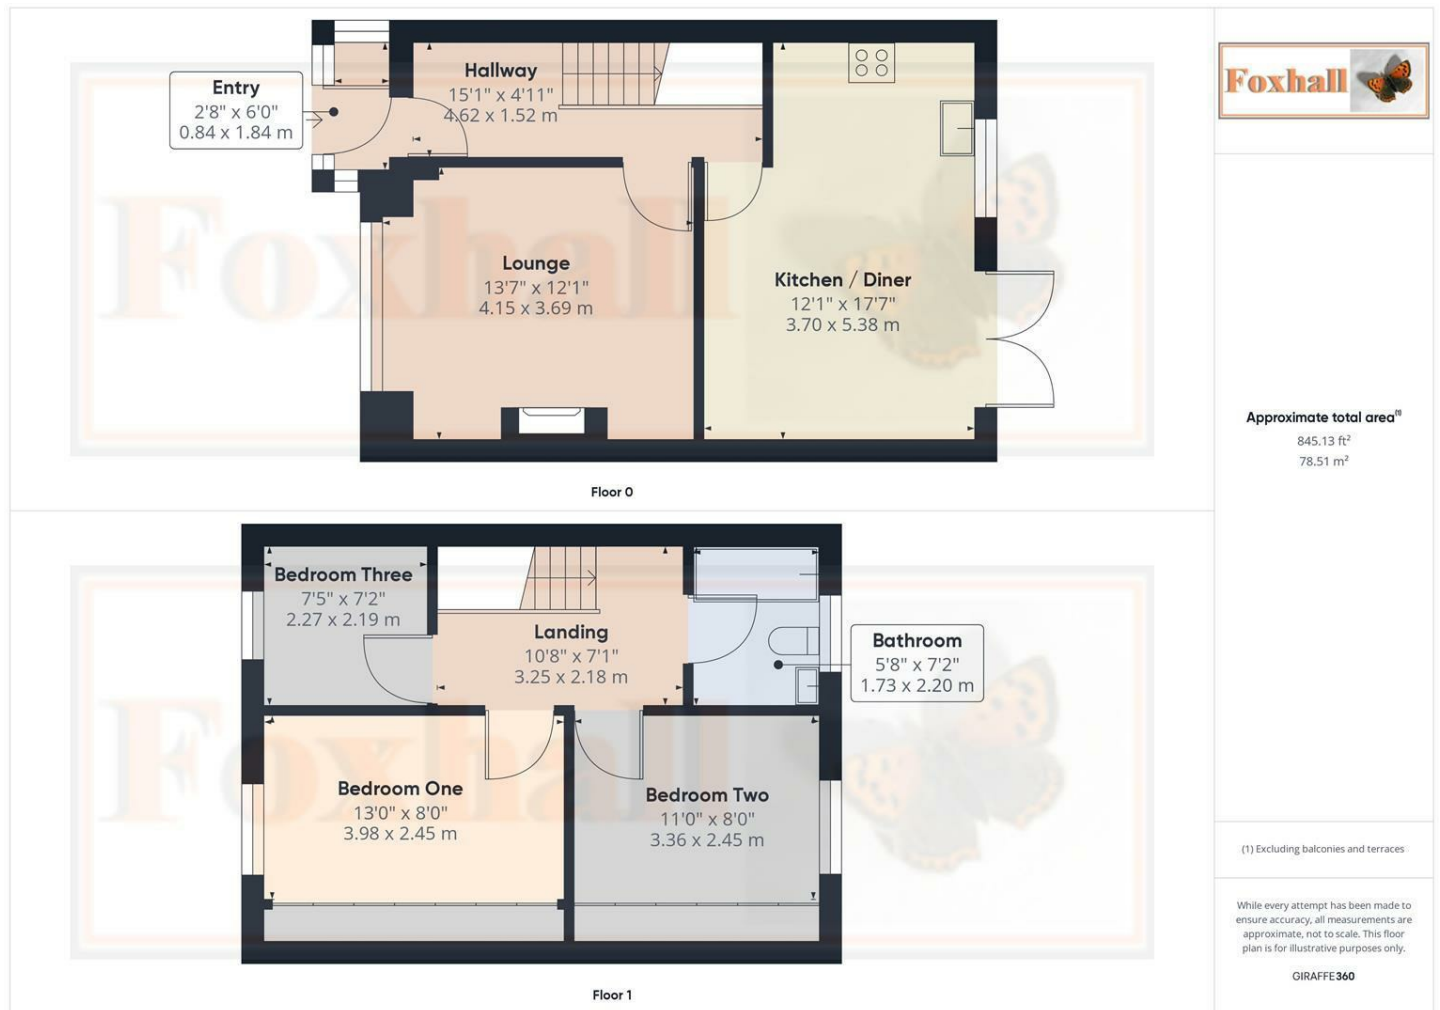 Entry
2'8" x 6'0"
0.84 x 1.84 m
Hallway
15'1" x 4'11"
4.62 x 1.52 m
Lounge
13'7" x 12'1"
4.15 x 3.69 m
Kitchen / Diner
12'1" x 17'7"
3.70 x 5.38 m
Foxhall
Floor 0
Bedroom Three
7'5" x 7'2"
2.27 x 2.19 m
Landing
10'8" x 7'1"
3.25 x 2.18 m
Bathroom
5'8" x 7'2"
1.73 x 2.20 m
Bedroom One
13'0" x 8'0"
3.98 x 2.45 m
Bedroom Two
11'0" x 8'0"
3.36 x 2.45 m
Foxhall
Floor 1
Foxhall
Approximate total area⁽¹⁾
845.13 ft²
78.51 m²
(1) Excluding balconies and terraces
While every attempt has been made to
ensure accuracy, all measurements are
approximate, not to scale. This floor
plan is for illustrative purposes only.
GIRAFFE360